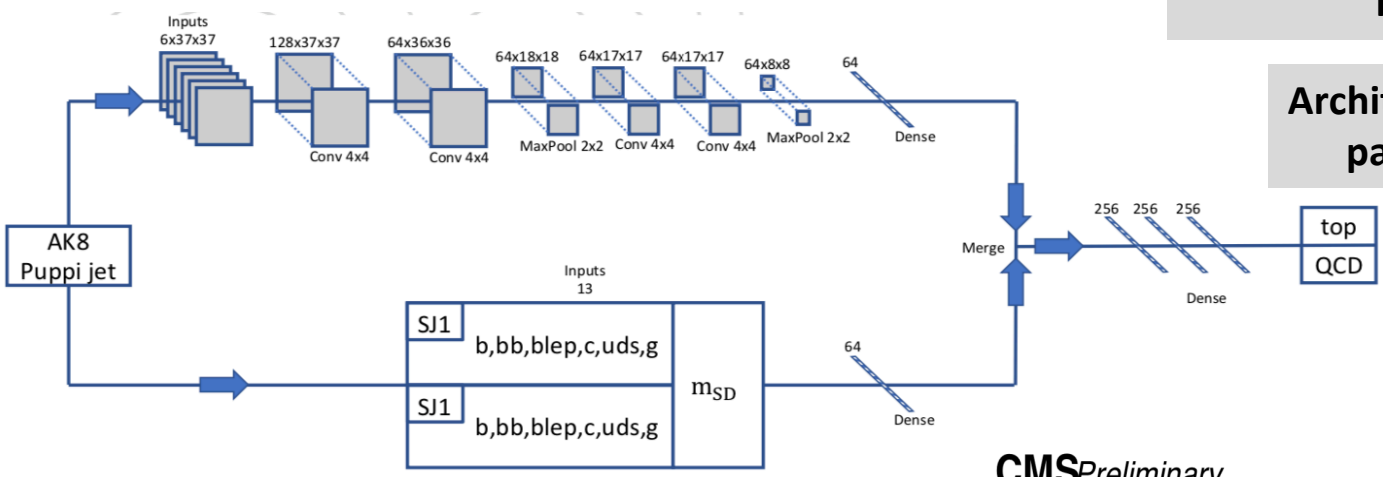 Inputs
6x37x37
128x37x37
64x36x36
64x18x18
64x17x17
64x17x17
64x8x8
64
Conv 4x4
Conv 4x4
MaxPool 2x2
Conv 4x4
Conv 4x4
MaxPool 2x2
Dense
AK8
Puppi jet
Inputs
13
SJ1
b,bb,blep,c,uds,g
SJ1
b,bb,blep,c,uds,g
mSD
64
Dense
Merge
256
256
256
Dense
top
QCD
pa
CMS Preliminary